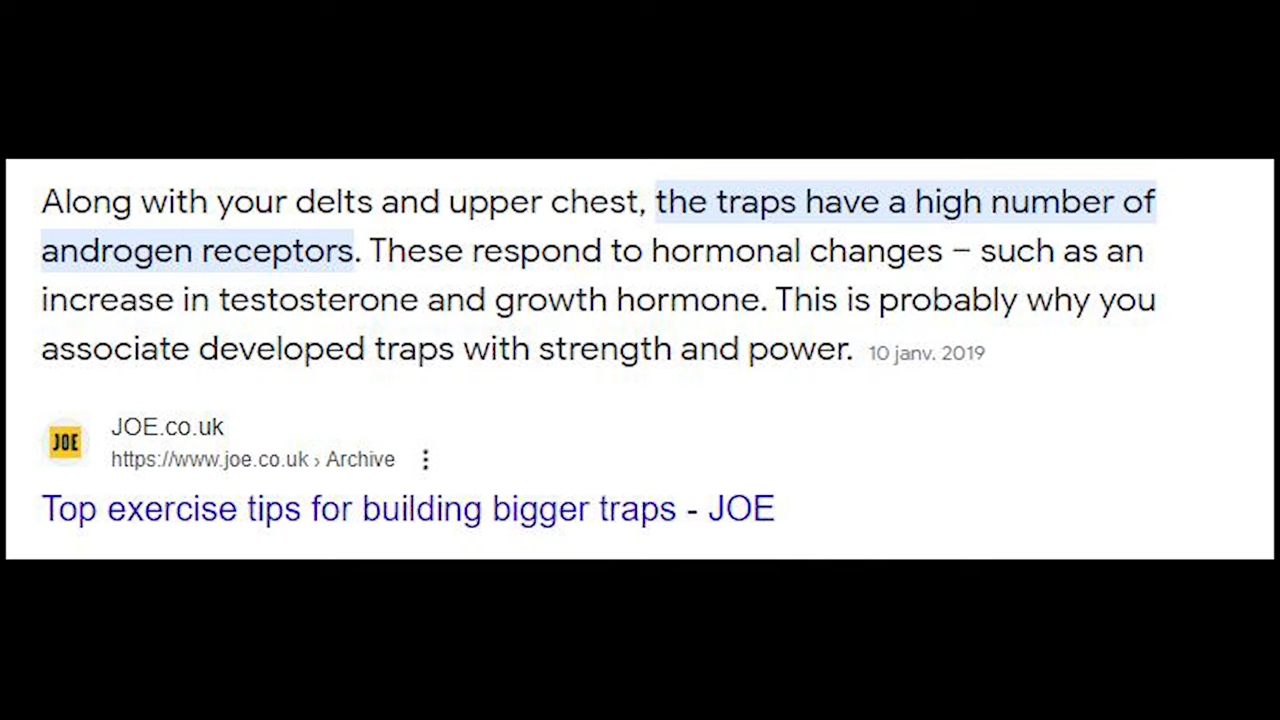 Along with your delts and upper chest, the traps have a high number of
androgen receptors. These respond to hormonal changes – such as an
increase in testosterone and growth hormone. This is probably why you
associate developed traps with strength and power. 10 janv. 2019
JOE
JOE.co.uk
https://www.joe.co.uk › Archive
Top exercise tips for building bigger traps - JOE